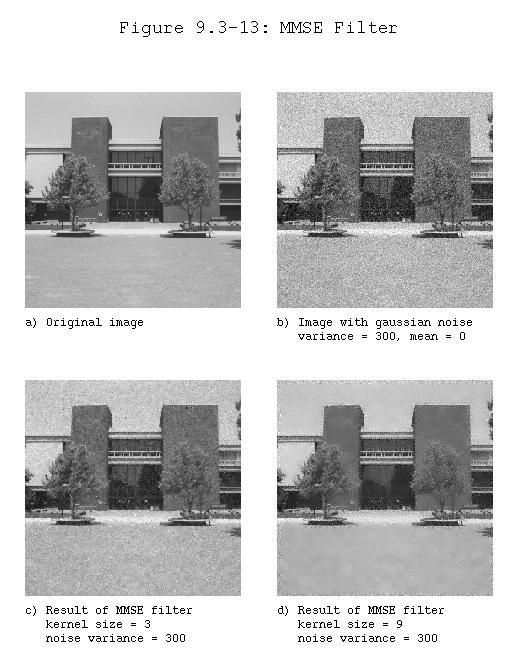 Figure 9.3-13: MMSE Filter
a) Original image
b) Image with gaussian noise
variance = 300, mean = 0
c) Result of MMSE filter
kernel size = 3
noise variance = 300
d) Result of MMSE filter
kernel size = 9
noise variance = 300